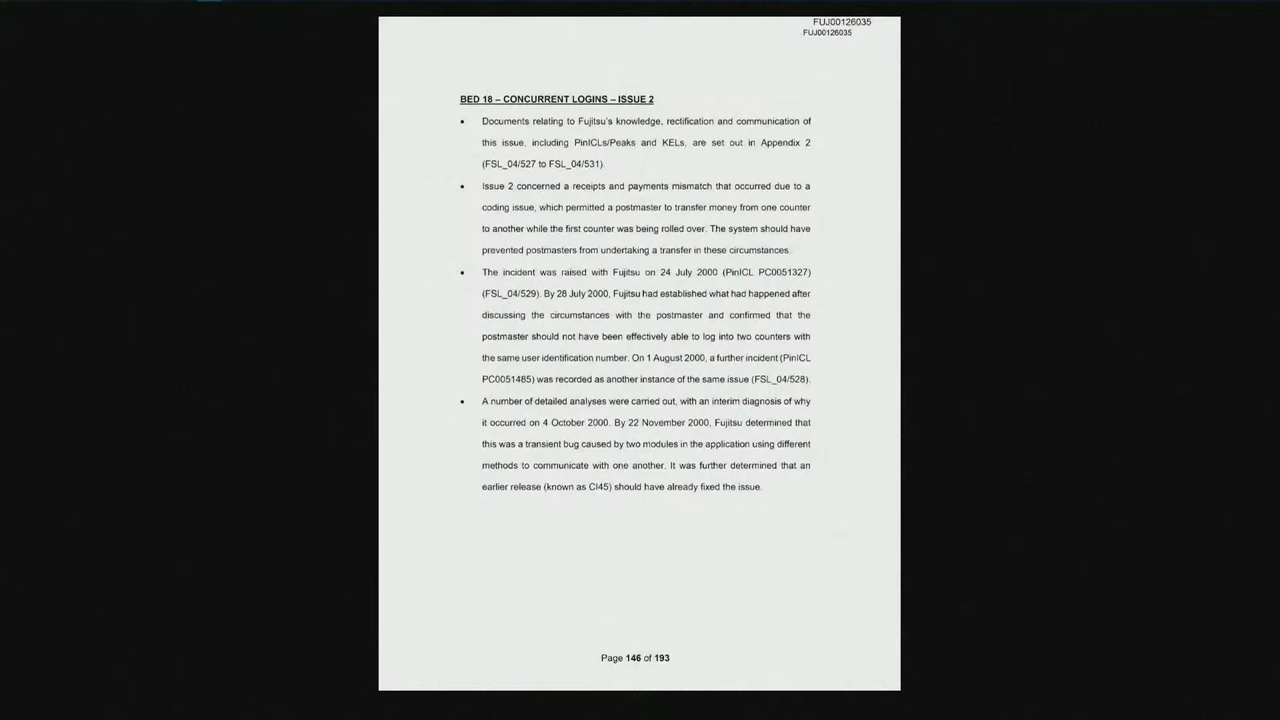 FUJ00126035
FUJ00126035
BED 18 – CONCURRENT LOGINS – ISSUE 2
• Documents relating to Fujitsu's knowledge, rectification and communication of
this issue, including PinICLs/Peaks and KELs, are set out in Appendix 2
(FSL_04/527 to FSL_04/531).
• Issue 2 concerned a receipts and payments mismatch that occurred due to a
coding issue, which permitted a postmaster to transfer money from one counter
to another while the first counter was being rolled over. The system should have
prevented postmasters from undertaking a transfer in these circumstances.
• The incident was raised with Fujitsu on 24 July 2000 (PinICL PC0051327)
(FSL_04/529). By 28 July 2000, Fujitsu had established what had happened after
discussing the circumstances with the postmaster and confirmed that the
postmaster should not have been effectively able to log into two counters with
the same user identification number. On 1 August 2000, a further incident (PinICL
PC0051485) was recorded as another instance of the same issue (FSL_04/528).
• A number of detailed analyses were carried out, with an interim diagnosis of why
it occurred on 4 October 2000. By 22 November 2000, Fujitsu determined that
this was a transient bug caused by two modules in the application using different
methods to communicate with one another. It was further determined that an
earlier release (known as CI45) should have already fixed the issue.
Page 146 of 193